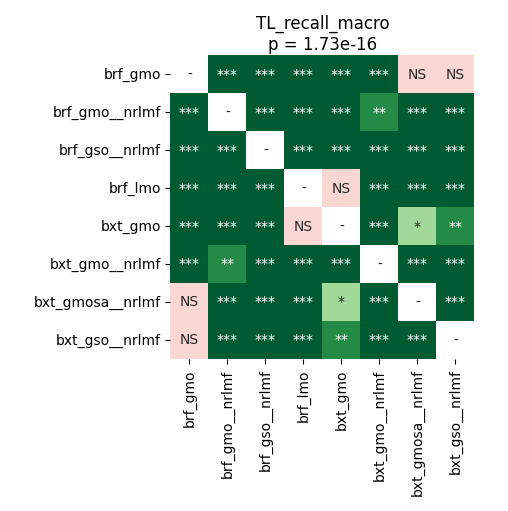 TL_recall_macro
p = 1.73e-16
brf_gmo - *** *** *** *** *** NS NS
brf_gmo__nrlmf *** - *** *** *** ** *** ***
brf_gso__nrlmf *** *** - *** *** *** *** ***
brf_lmo *** *** *** - NS *** *** ***
bxt_gmo *** *** *** NS - *** * **
bxt_gmo__nrlmf *** ** *** *** *** - *** ***
bxt_gmosa__nrlmf NS *** *** *** * *** - ***
bxt_gso__nrlmf NS *** *** *** ** *** *** -
brf_gmo
brf_gmo__nrlmf
brf_gso__nrlmf
brf_lmo
bxt_gmo
bxt_gmo__nrlmf
bxt_gmosa__nrlmf
bxt_gso__nrlmf